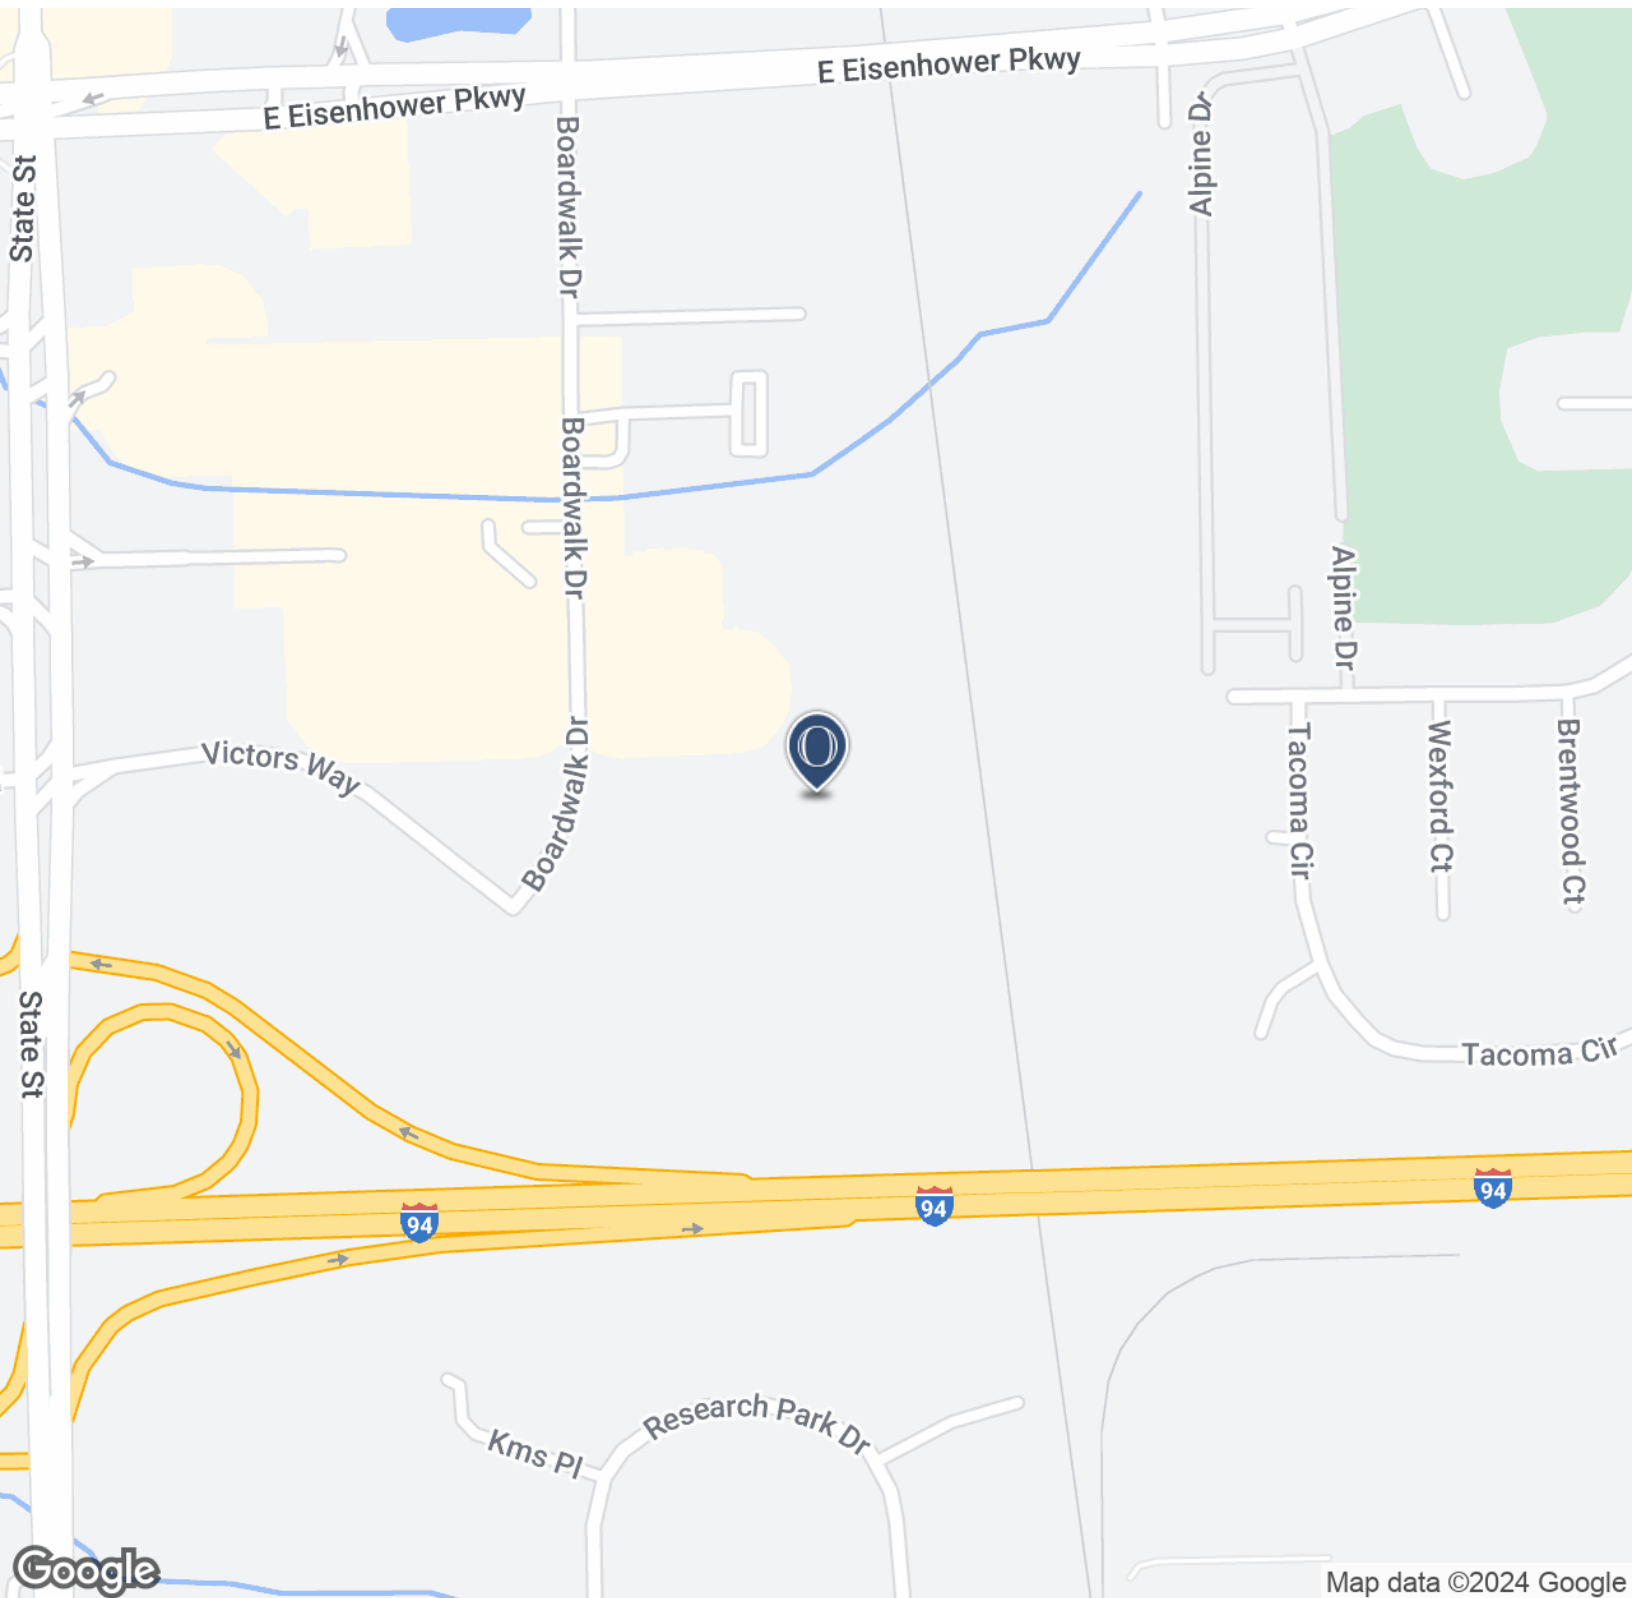 E Eisenhower Pkwy
E Eisenhower Pkwy
State St
Boardwalk Dr
Alpine Dr
Boardwalk Dr
Alpine Dr
Boardwalk Dr
Victors Way
O
Tacoma Cir
Wexford Ct
Brentwood Ct
State St
Tacoma Cir
94
94
94
Research Park Dr
Kms Pl
Google
Map data ©2024 Google